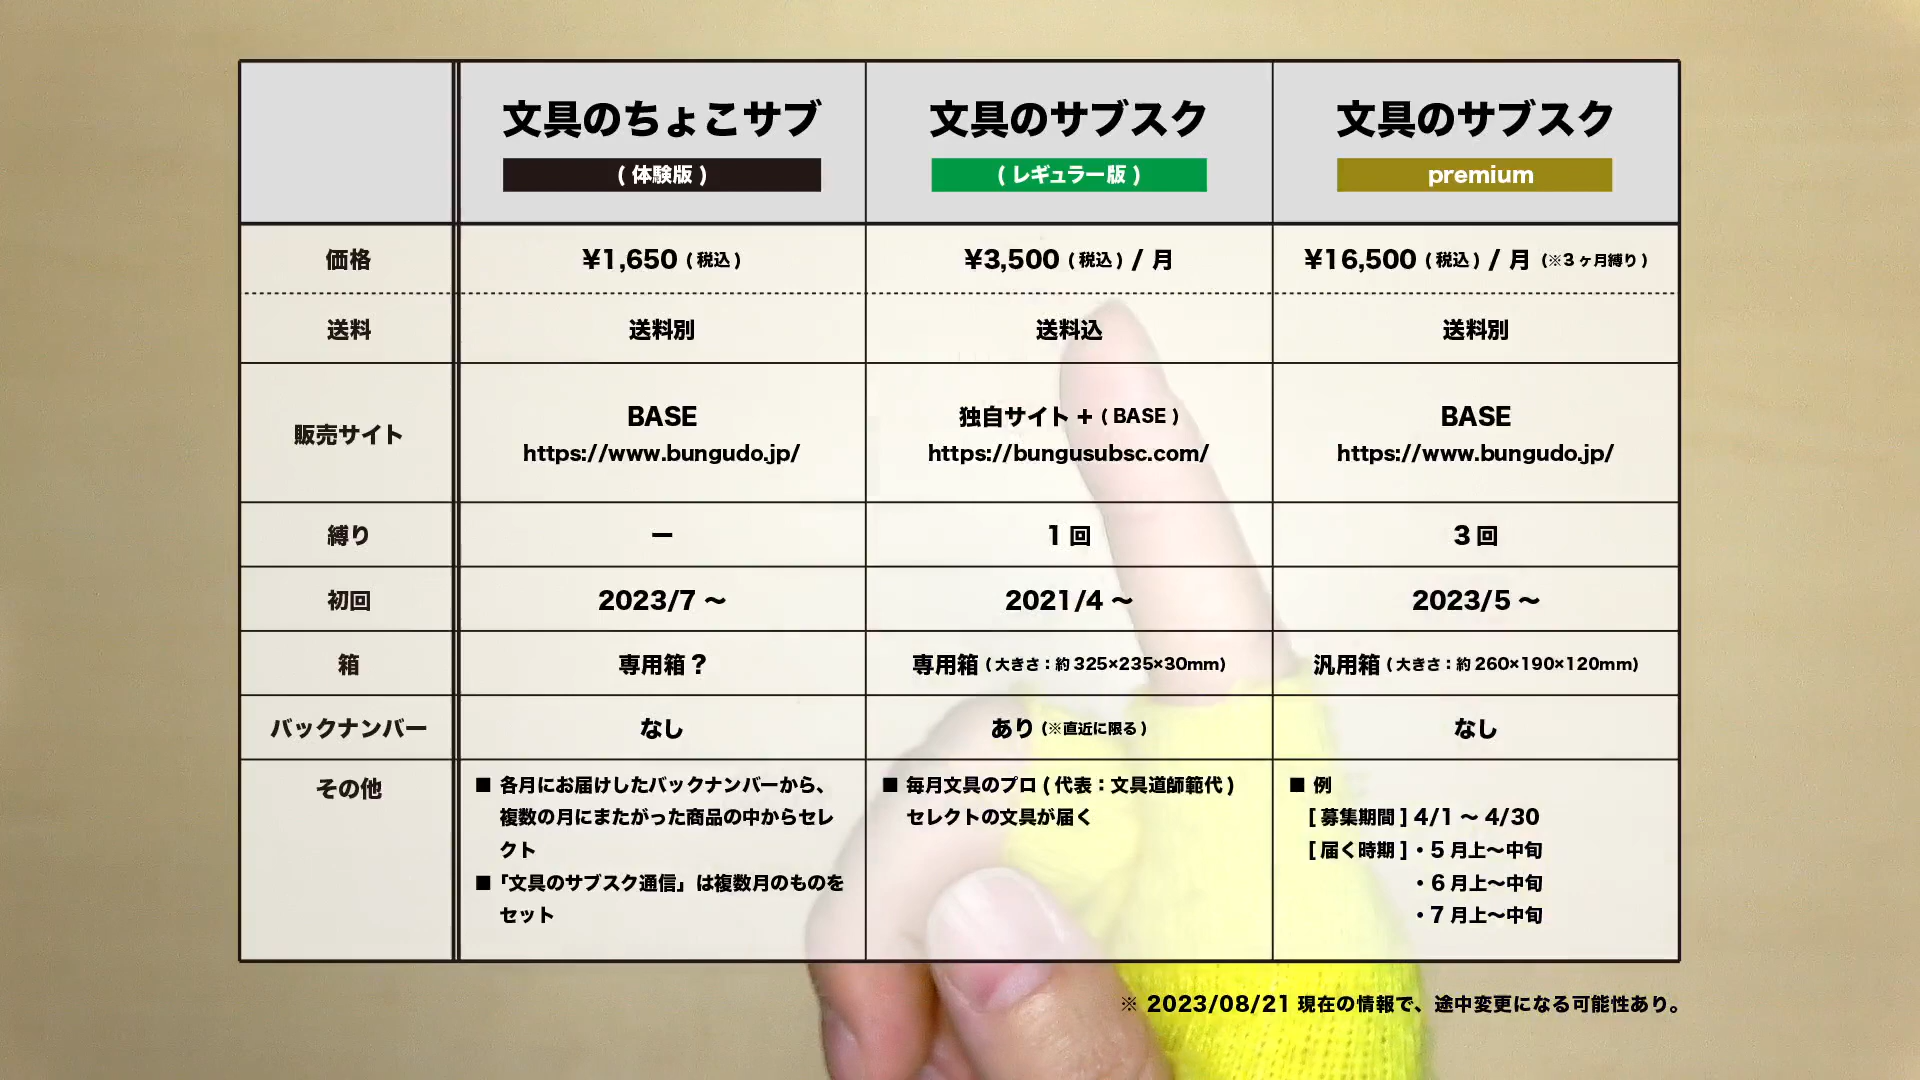 文具のちょこサブ
( 体験版 )
文具のサブスク
( レギュラー版 )
文具のサブスク
premium
価格
¥1,650 ( 税込 )
¥3,500 ( 税込 ) / 月
¥16,500 ( 税込 ) / 月 (※3 ヶ月縛り )
送料
送料別
送料込
送料別
販売サイト
BASE
https://www.bungudo.jp/
独自サイト + ( BASE )
https://bungusubsc.com/
BASE
https://www.bungudo.jp/
縛り
ー
1 回
3 回
初回
2023/7 〜
2021/4 〜
2023/5 〜
箱
専用箱 ?
専用箱 ( 大きさ : 約 325×235×30mm)
汎用箱 ( 大きさ : 約 260×190×120mm)
バックナンバー
なし
あり (※直近に限る )
なし
その他
■ 各月にお届けしたバックナンバーから、
複数の月にまたがった商品の中からセレ
クト
■「文具のサブスク通信」は複数月のものを
セット
■ 毎月文具のプロ ( 代表 : 文具道師範代 )
セレクトの文具が届く
■ 例
[ 募集期間 ] 4/1 〜 4/30
[ 届く時期 ]・5 月上〜中旬
・6 月上〜中旬
・7 月上〜中旬
※ 2023/08/21 現在の情報で、途中変更になる可能性あり。